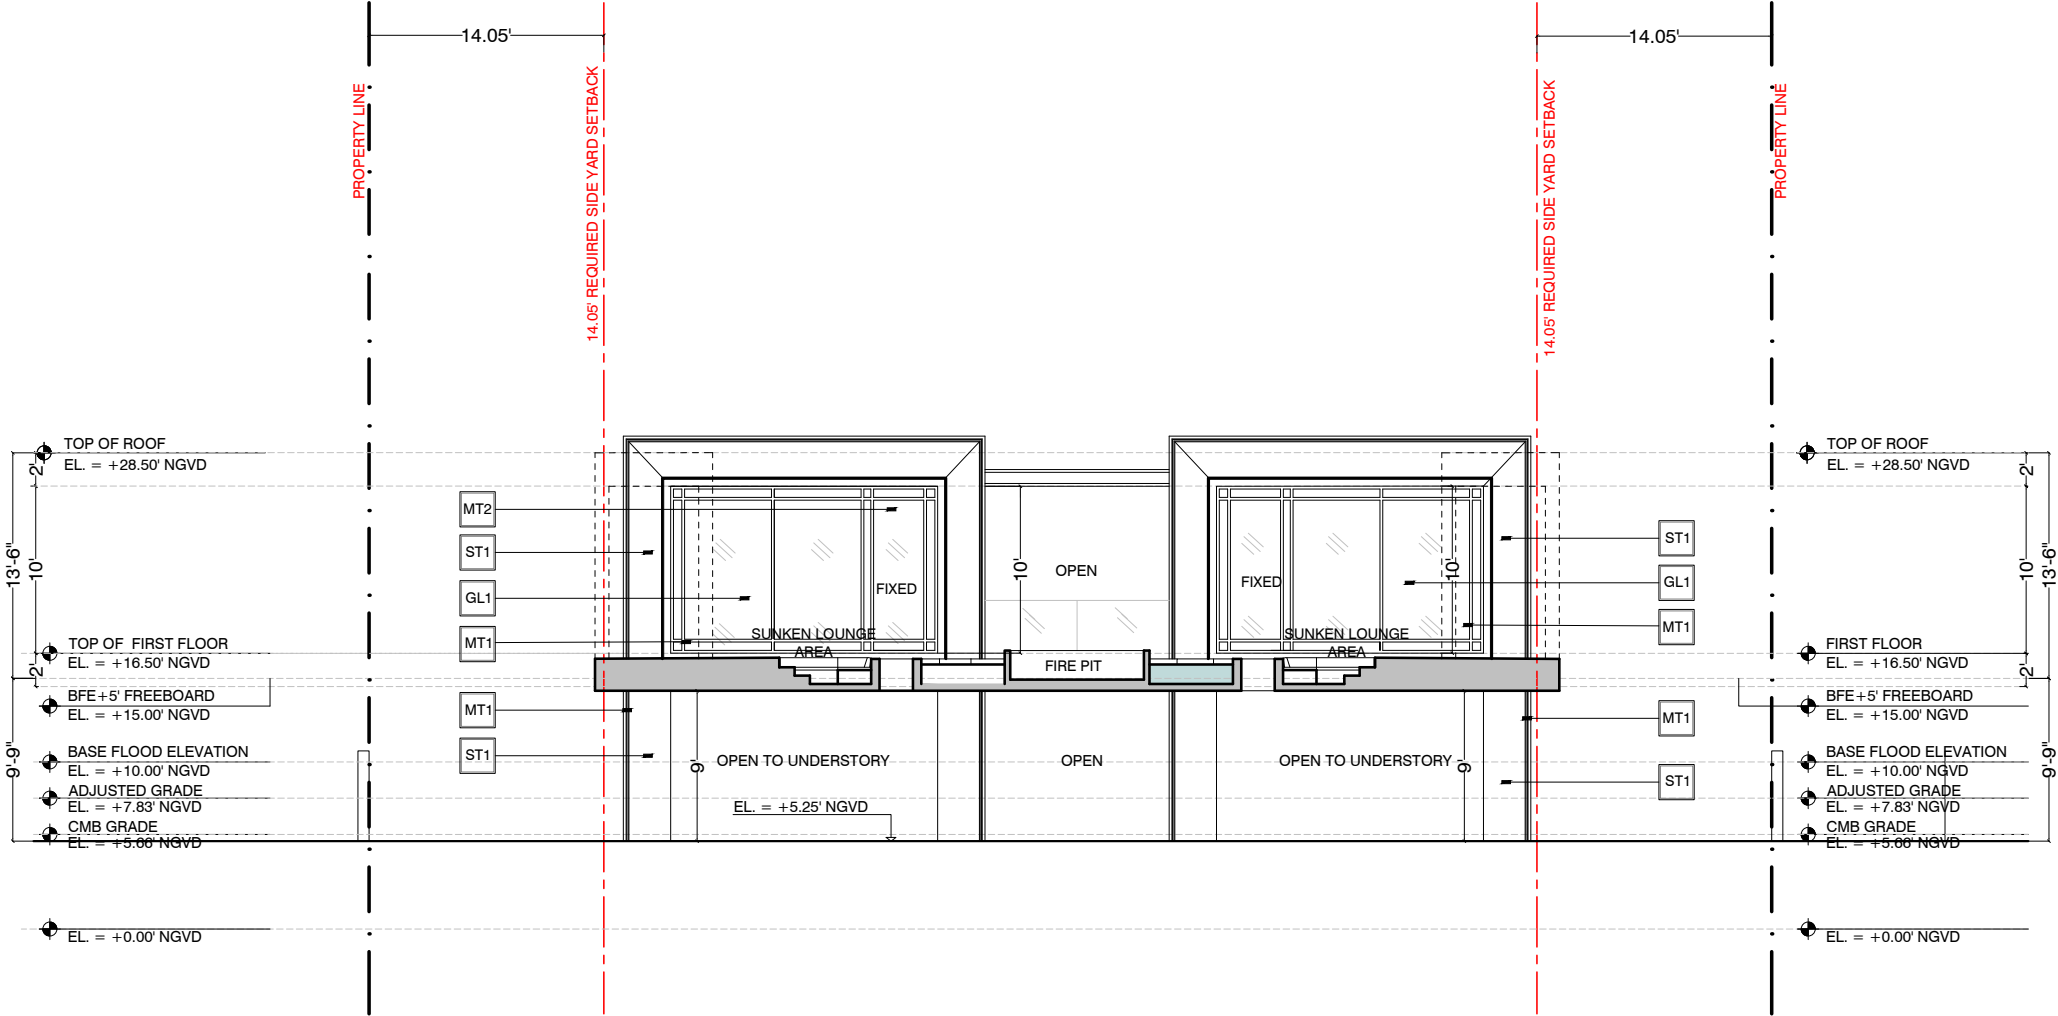 14.05'
14.05'
PROPERTY LINE
14.05' REQUIRED SIDE YARD SETBACK
14.05' REQUIRED SIDE YARD SETBACK
PROPERTY LINE
TOP OF ROOF
EL. = +28.50' NGVD
TOP OF FIRST FLOOR
EL. = +16.50' NGVD
BFE+5' FREEBOARD
EL. = +15.00' NGVD
BASE FLOOD ELEVATION
EL. = +10.00' NGVD
ADJUSTED GRADE
EL. = +7.83' NGVD
CMB GRADE
EL. = +5.66' NGVD
EL. = +0.00' NGVD
2'
10'
2'
13'-6"
9'-9"
MT2
ST1
GL1
MT1
MT1
ST1
FIXED
SUNKEN LOUNGE
AREA
10'
OPEN
FIRE PIT
FIXED
SUNKEN LOUNGE
AREA
10'
9'
OPEN TO UNDERSTORY
OPEN
OPEN TO UNDERSTORY
9'
EL. = +5.25' NGVD
ST1
GL1
MT1
MT1
ST1
TOP OF ROOF
EL. = +28.50' NGVD
FIRST FLOOR
EL. = +16.50' NGVD
BFE+5' FREEBOARD
EL. = +15.00' NGVD
BASE FLOOD ELEVATION
EL. = +10.00' NGVD
ADJUSTED GRADE
EL. = +7.83' NGVD
CMB GRADE
EL. = +5.66' NGVD
EL. = +0.00' NGVD
2'
10'
2'
13'-6"
9'-9"